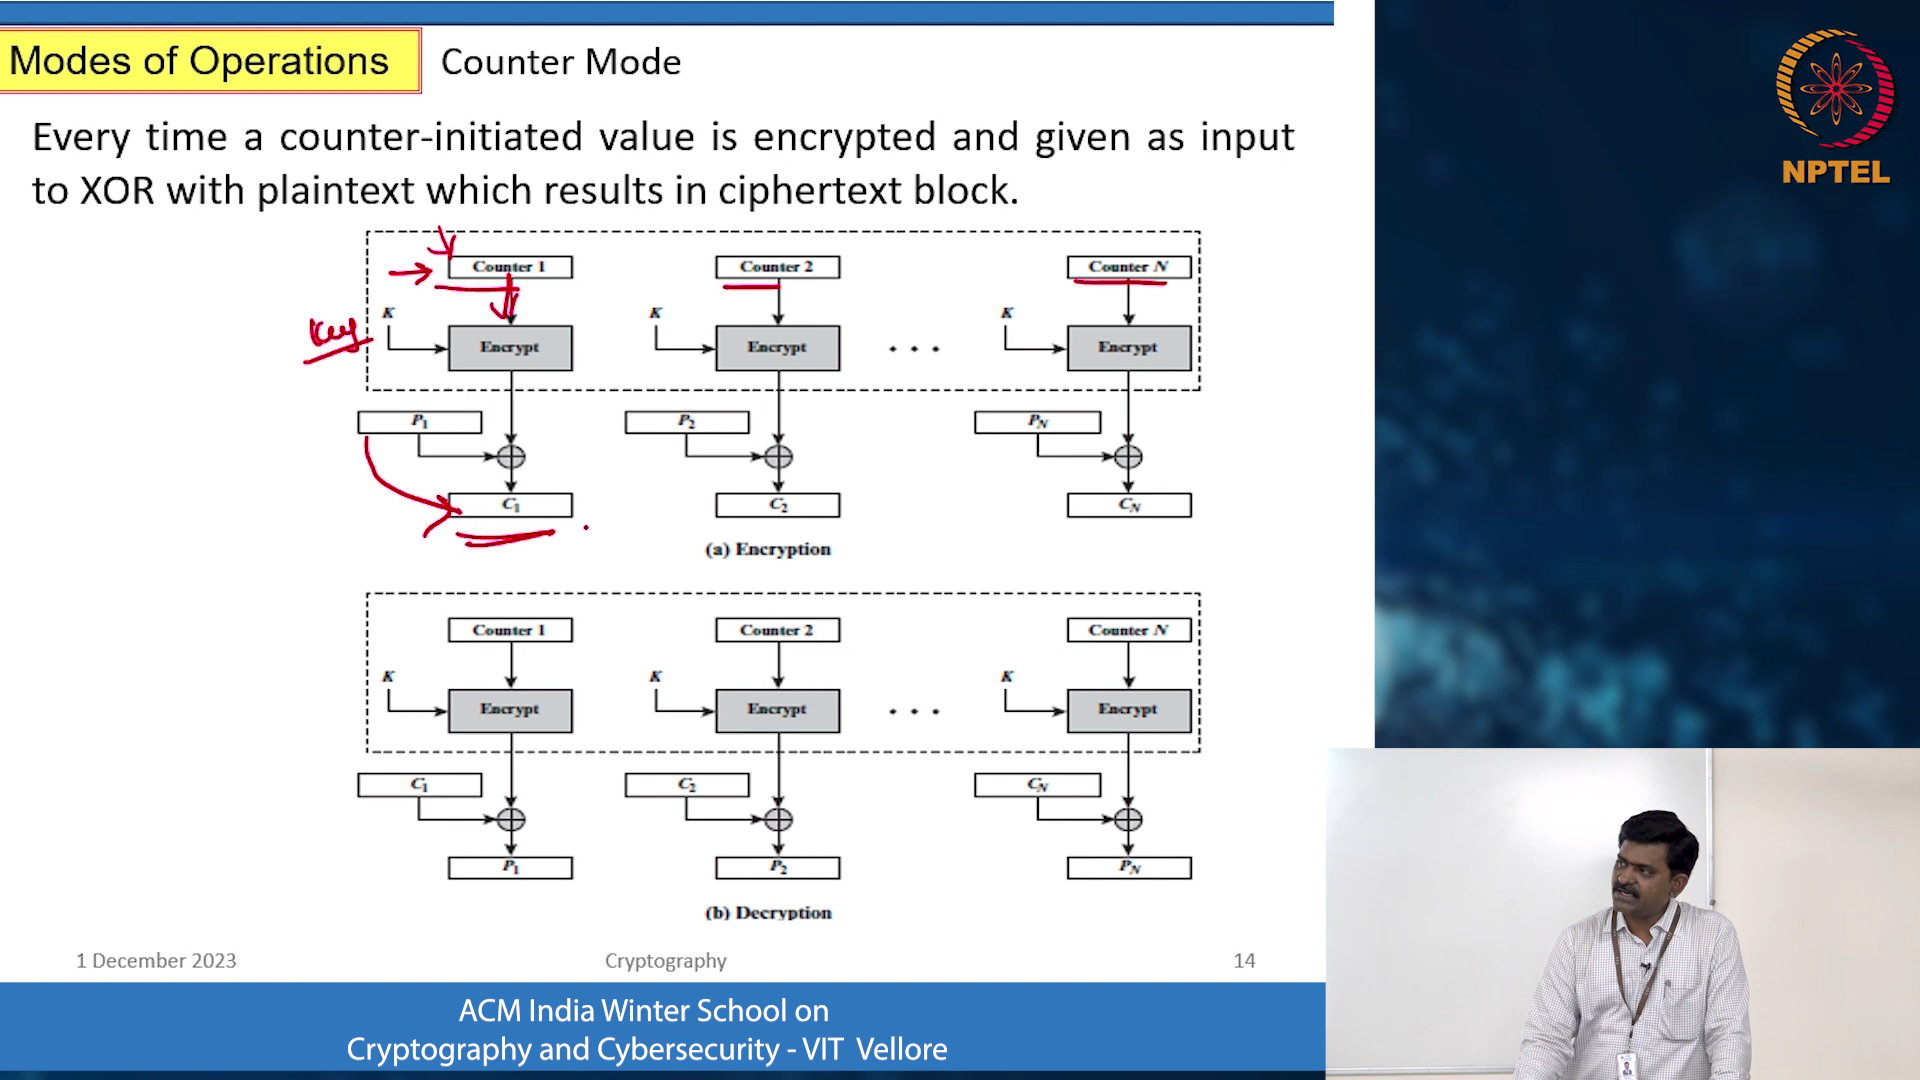 Modes of Operations
Counter Mode
Every time a counter-initiated value is encrypted and given as input
to XOR with plaintext which results in ciphertext block.
Counter 1
Counter 2
Counter N
Key
K
K
K
Encrypt
Encrypt
. . .
Encrypt
P1
P2
PN
C1
C2
CN
(a) Encryption
Counter 1
Counter 2
Counter N
K
K
K
Encrypt
Encrypt
. . .
Encrypt
C1
C2
CN
P1
P2
PN
(b) Decryption
1 December 2023
Cryptography
14
ACM India Winter School on
Cryptography and Cybersecurity - VIT Vellore
NPTEL